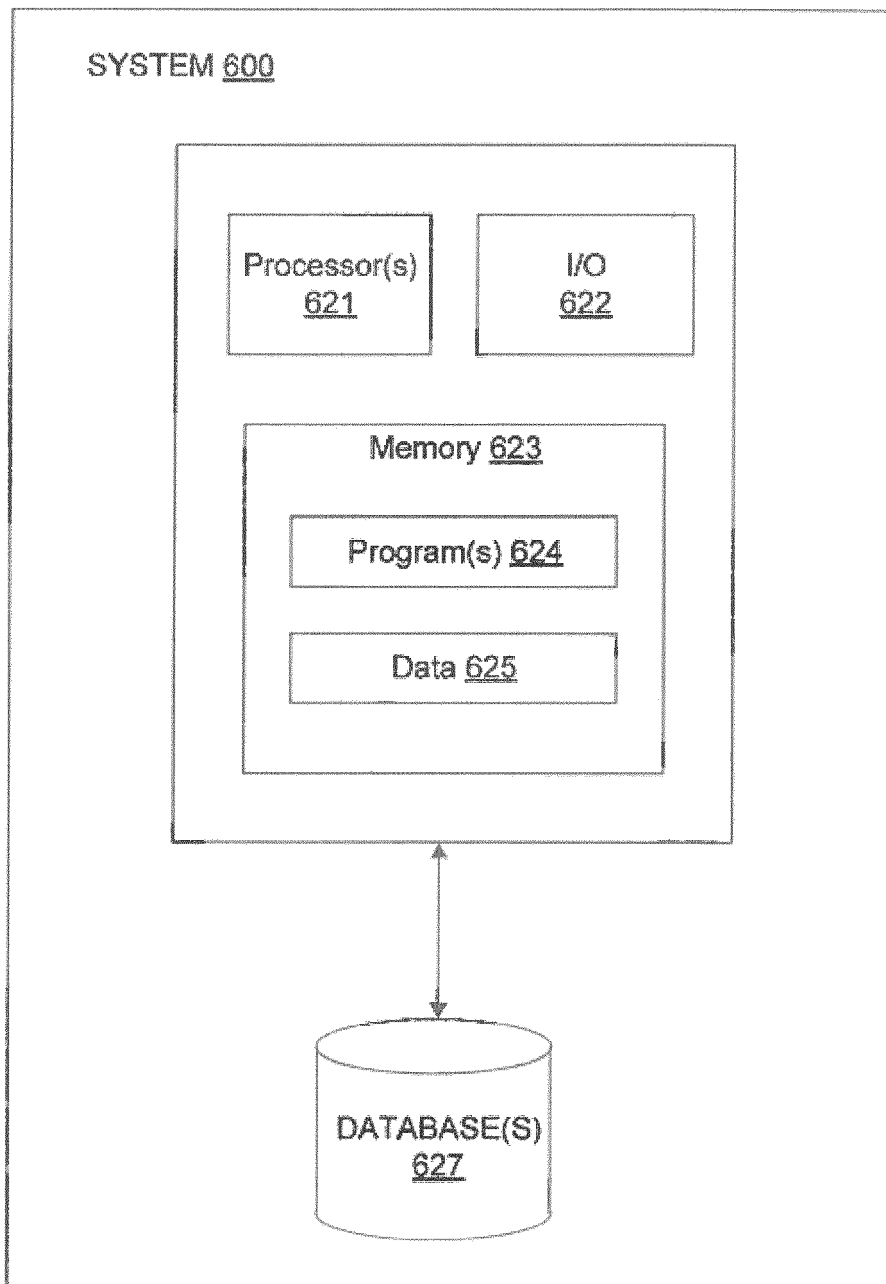 SYSTEM 600
Processor(s)
621
I/O
622
Memory 623
Program(s) 624
Data 625
DATABASE(S)
627